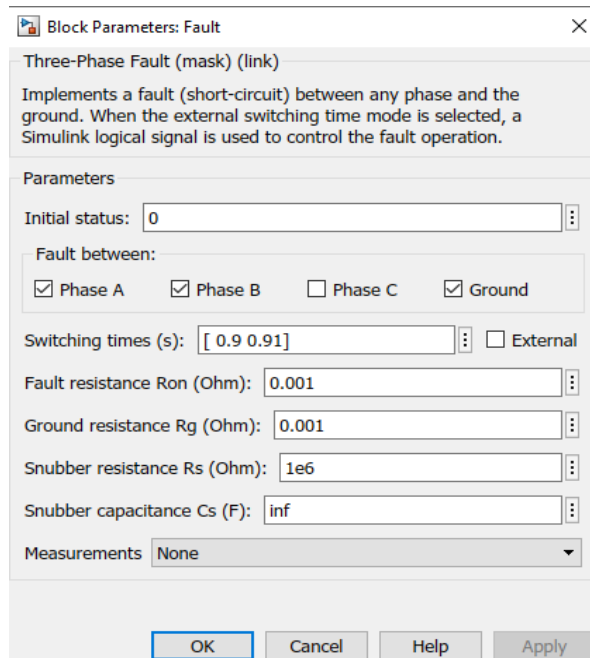 Block Parameters: Fault
Three-Phase Fault (mask) (link)
Implements a fault (short-circuit) between any phase and the
ground. When the external switching time mode is selected, a
Simulink logical signal is used to control the fault operation.
Parameters
Initial status: 0
Fault between:
Phase A Phase B Phase C Ground
Switching times (s): [ 0.9 0.91] External
Fault resistance Ron (Ohm): 0.001
Ground resistance Rg (Ohm): 0.001
Snubber resistance Rs (Ohm): 1e6
Snubber capacitance Cs (F): inf
Measurements None
OK Cancel Help Apply